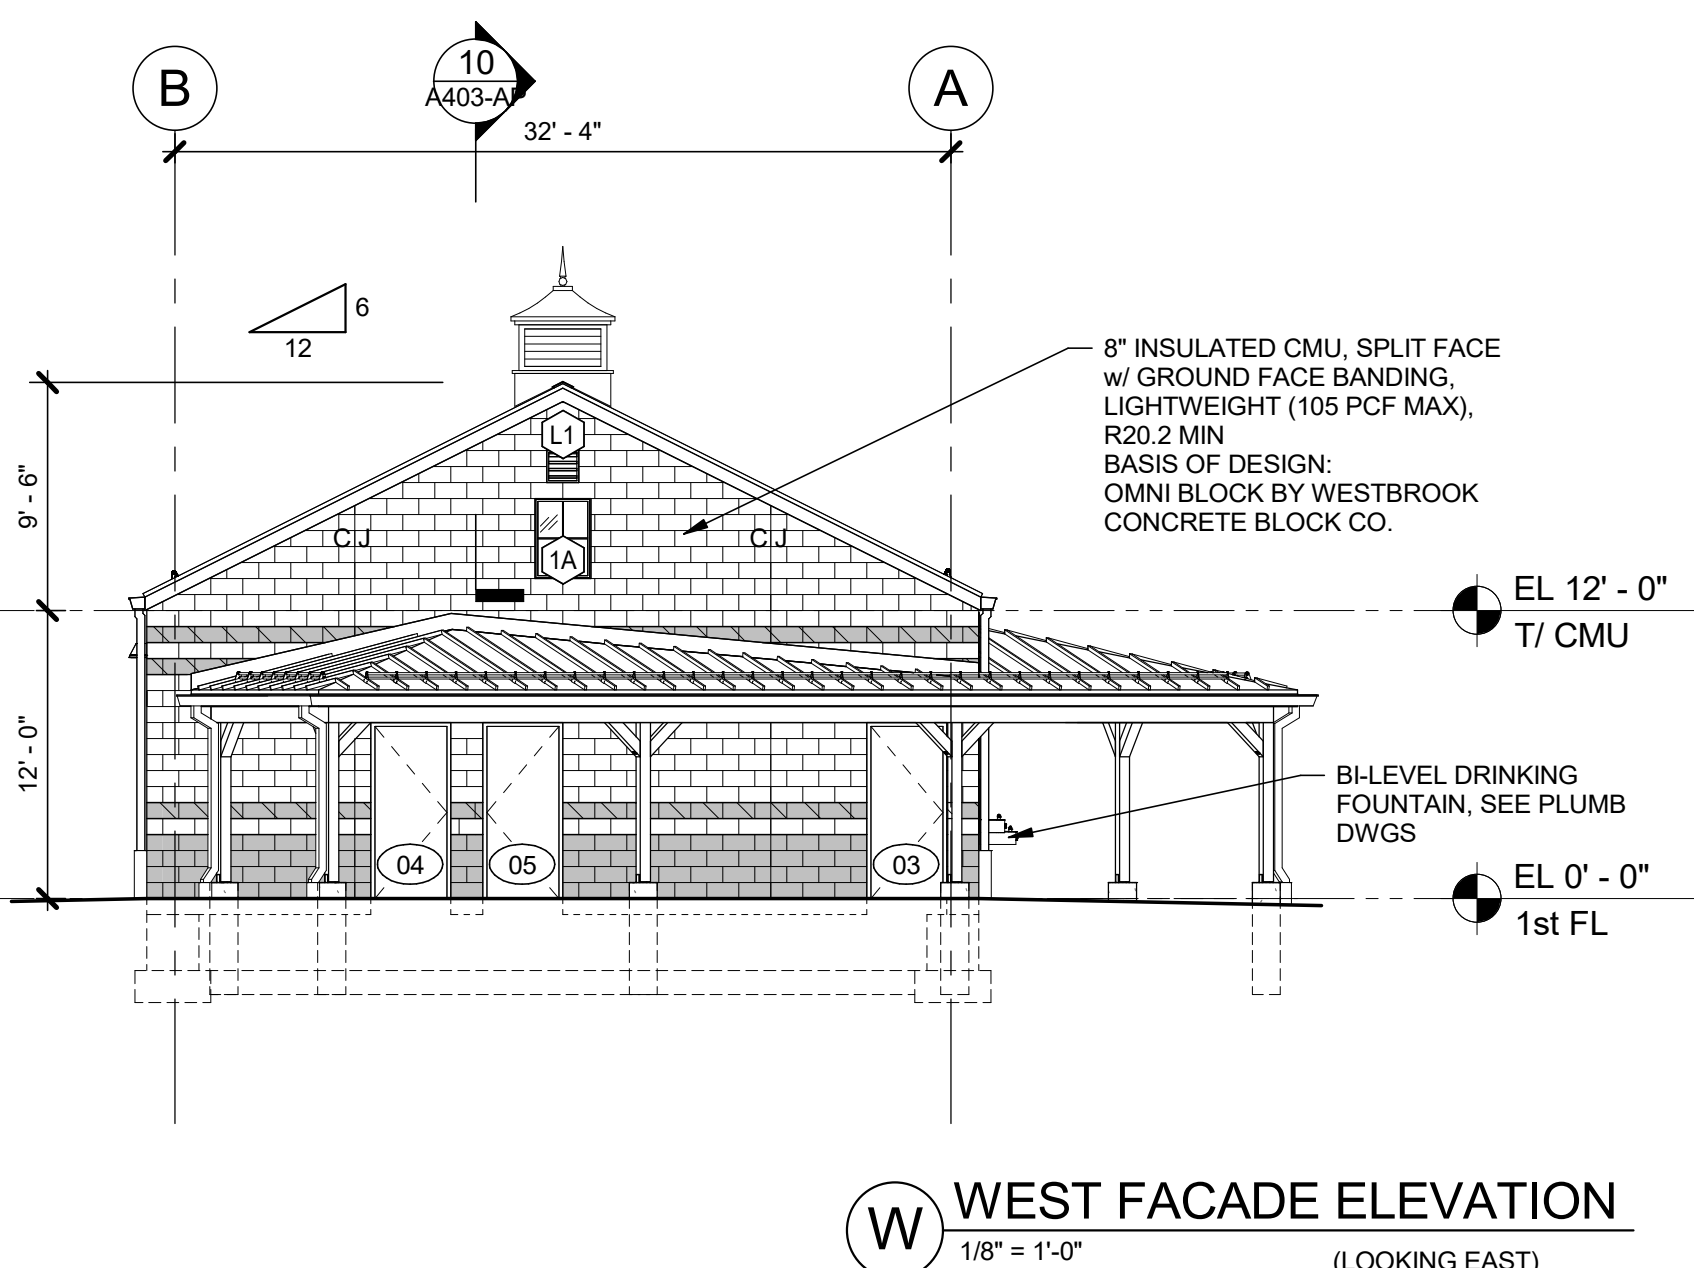 B
10
A403-AP
A
32' - 4"
6
12
8" INSULATED CMU, SPLIT FACE
w/ GROUND FACE BANDING,
LIGHTWEIGHT (105 PCF MAX),
R20.2 MIN
BASIS OF DESIGN:
OMNI BLOCK BY WESTBROOK
CONCRETE BLOCK CO.
L1
9' - 6"
CJ
CJ
1A
EL 12' - 0"
T/ CMU
12' - 0"
BI-LEVEL DRINKING
FOUNTAIN, SEE PLUMB
DWGS
04
05
03
EL 0' - 0"
1st FL
W
WEST FACADE ELEVATION
1/8" = 1'-0"
(LOOKING EAST)